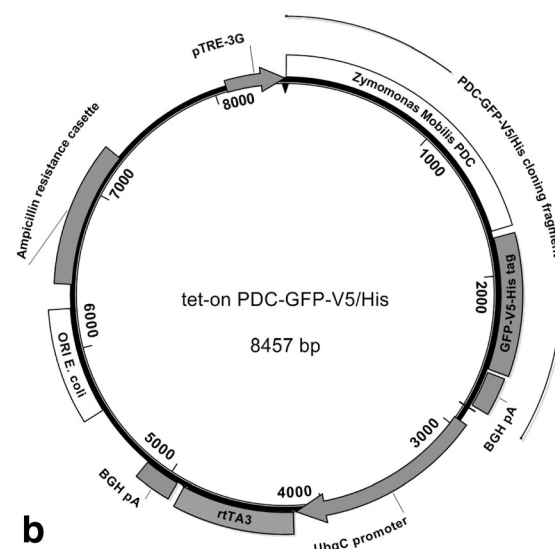 pTRE-3G
8000
Zymomonas Mobilis PDC
PDC-GFP-V5/His cloning fragment
1000
Ampicillin resistance casette
7000
tet-on PDC-GFP-V5/His
8457 bp
2000
GFP-V5-His tag
6000
ORI E. coli
BGH pA
3000
5000
4000
BGH pA
rtTA3
UbgC promoter
b